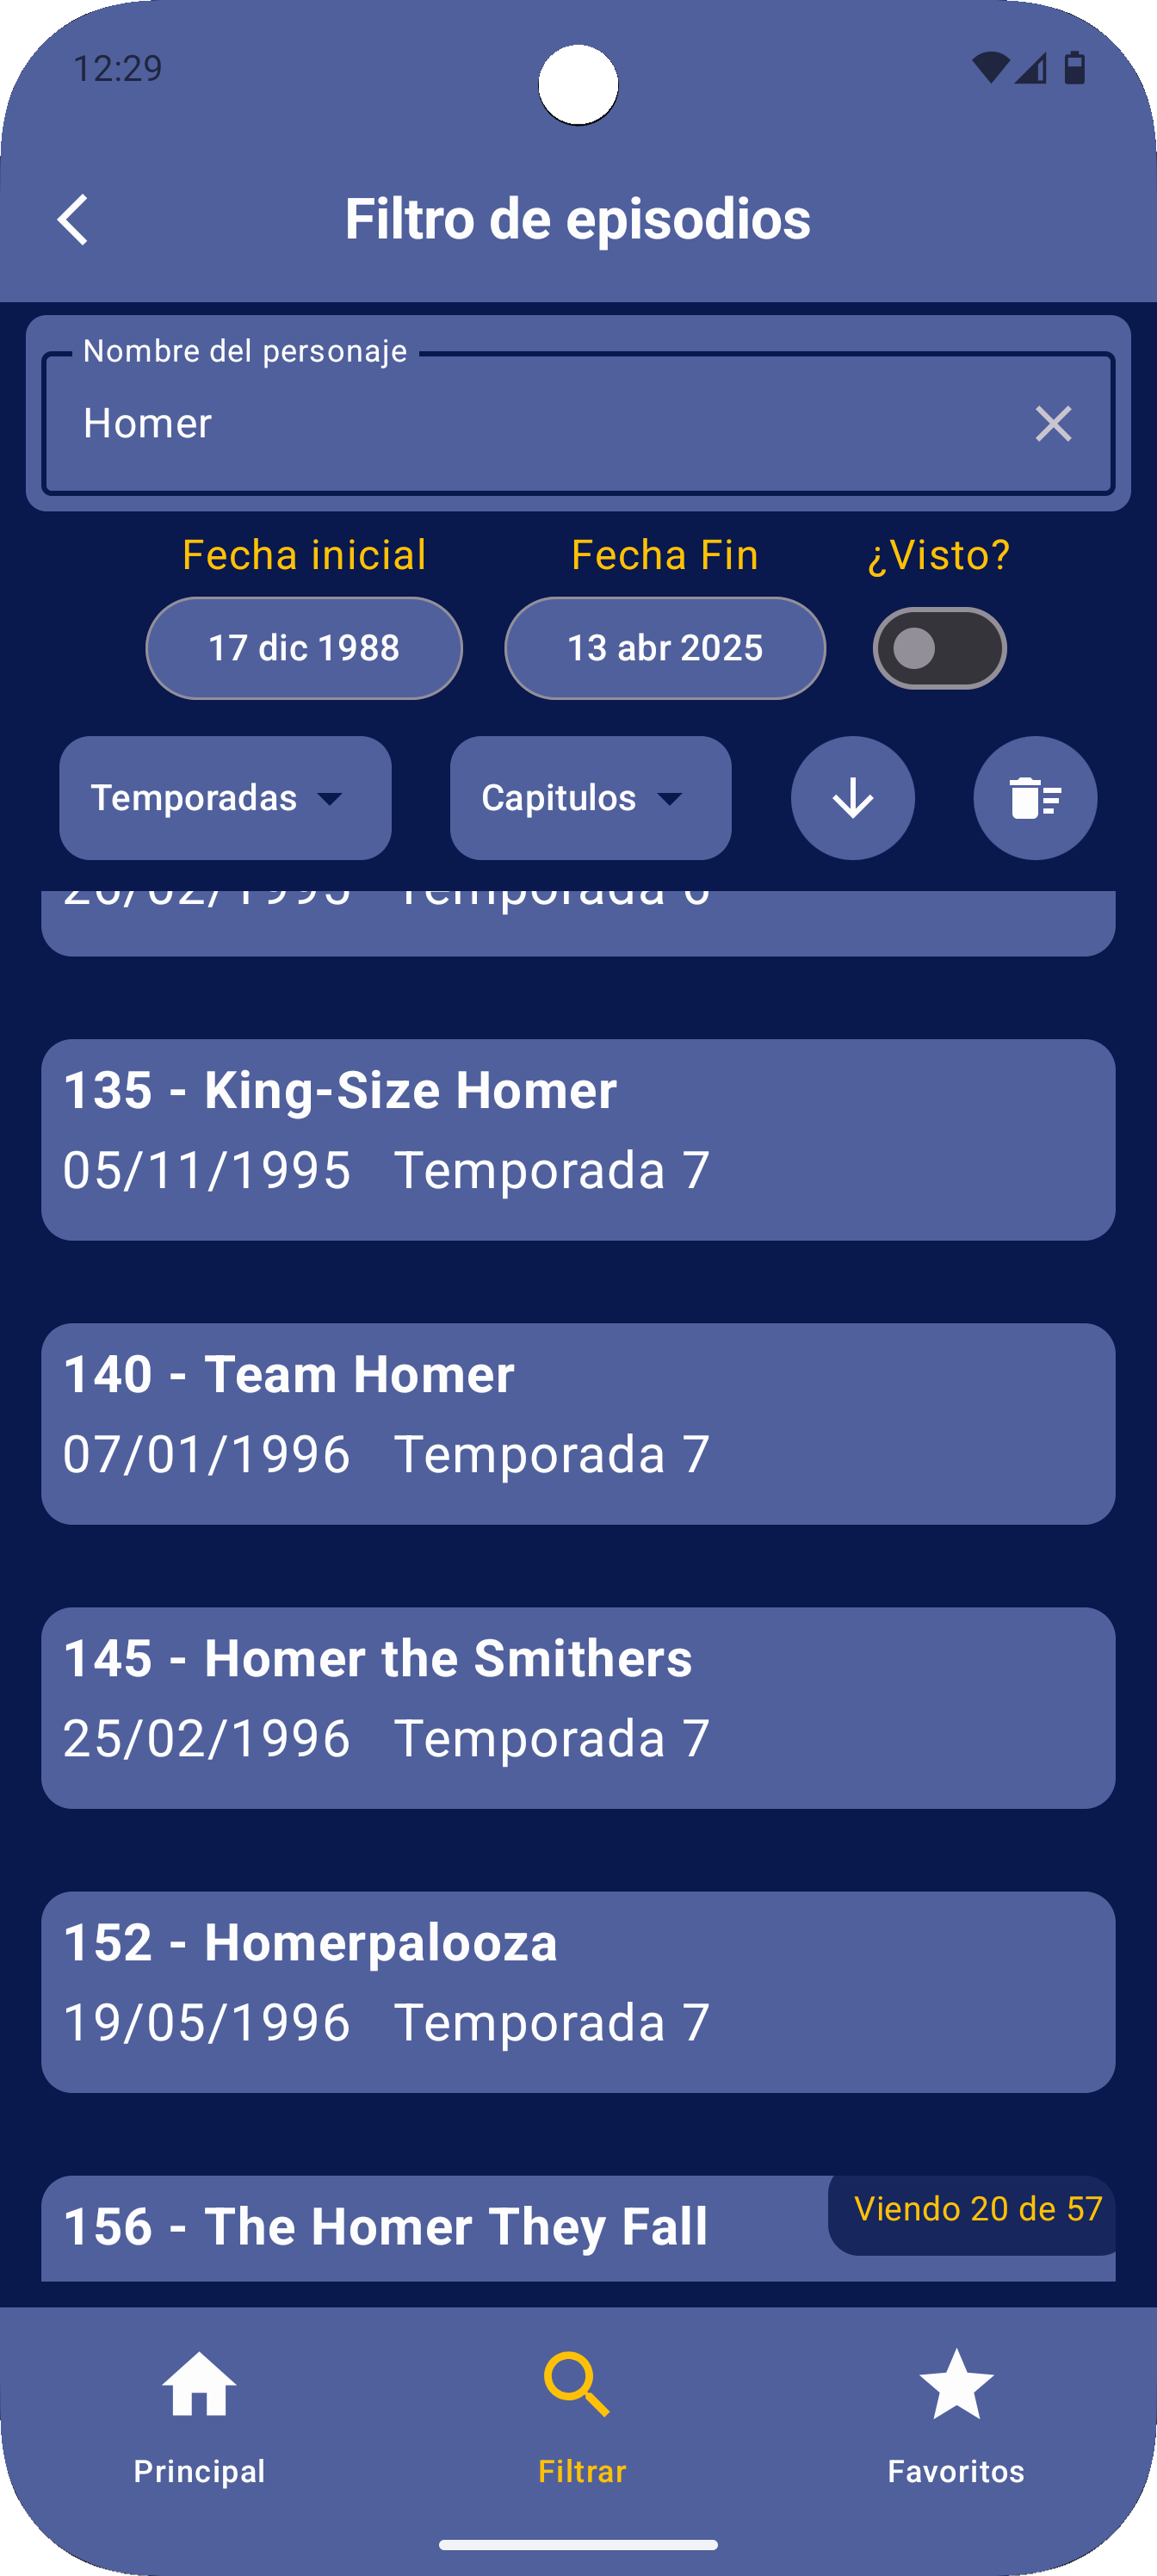 12:29
Filtro de episodios
Nombre del personaje
Homer
Fecha inicial Fecha Fin ¿Visto?
17 dic 1988 13 abr 2025
Temporadas Capitulos
26/02/1995 Temporada 6
135 - King-Size Homer
05/11/1995 Temporada 7
140 - Team Homer
07/01/1996 Temporada 7
145 - Homer the Smithers
25/02/1996 Temporada 7
152 - Homerpalooza
19/05/1996 Temporada 7
156 - The Homer They Fall
Viendo 20 de 57
Principal Filtrar Favoritos